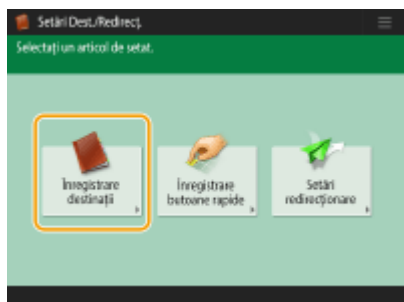 Setări Dest./Redirecț.
Selectați un articol de setat.
Înregistrare
destinații
Înregistrare
butoane rapide
Setări
redirecționare